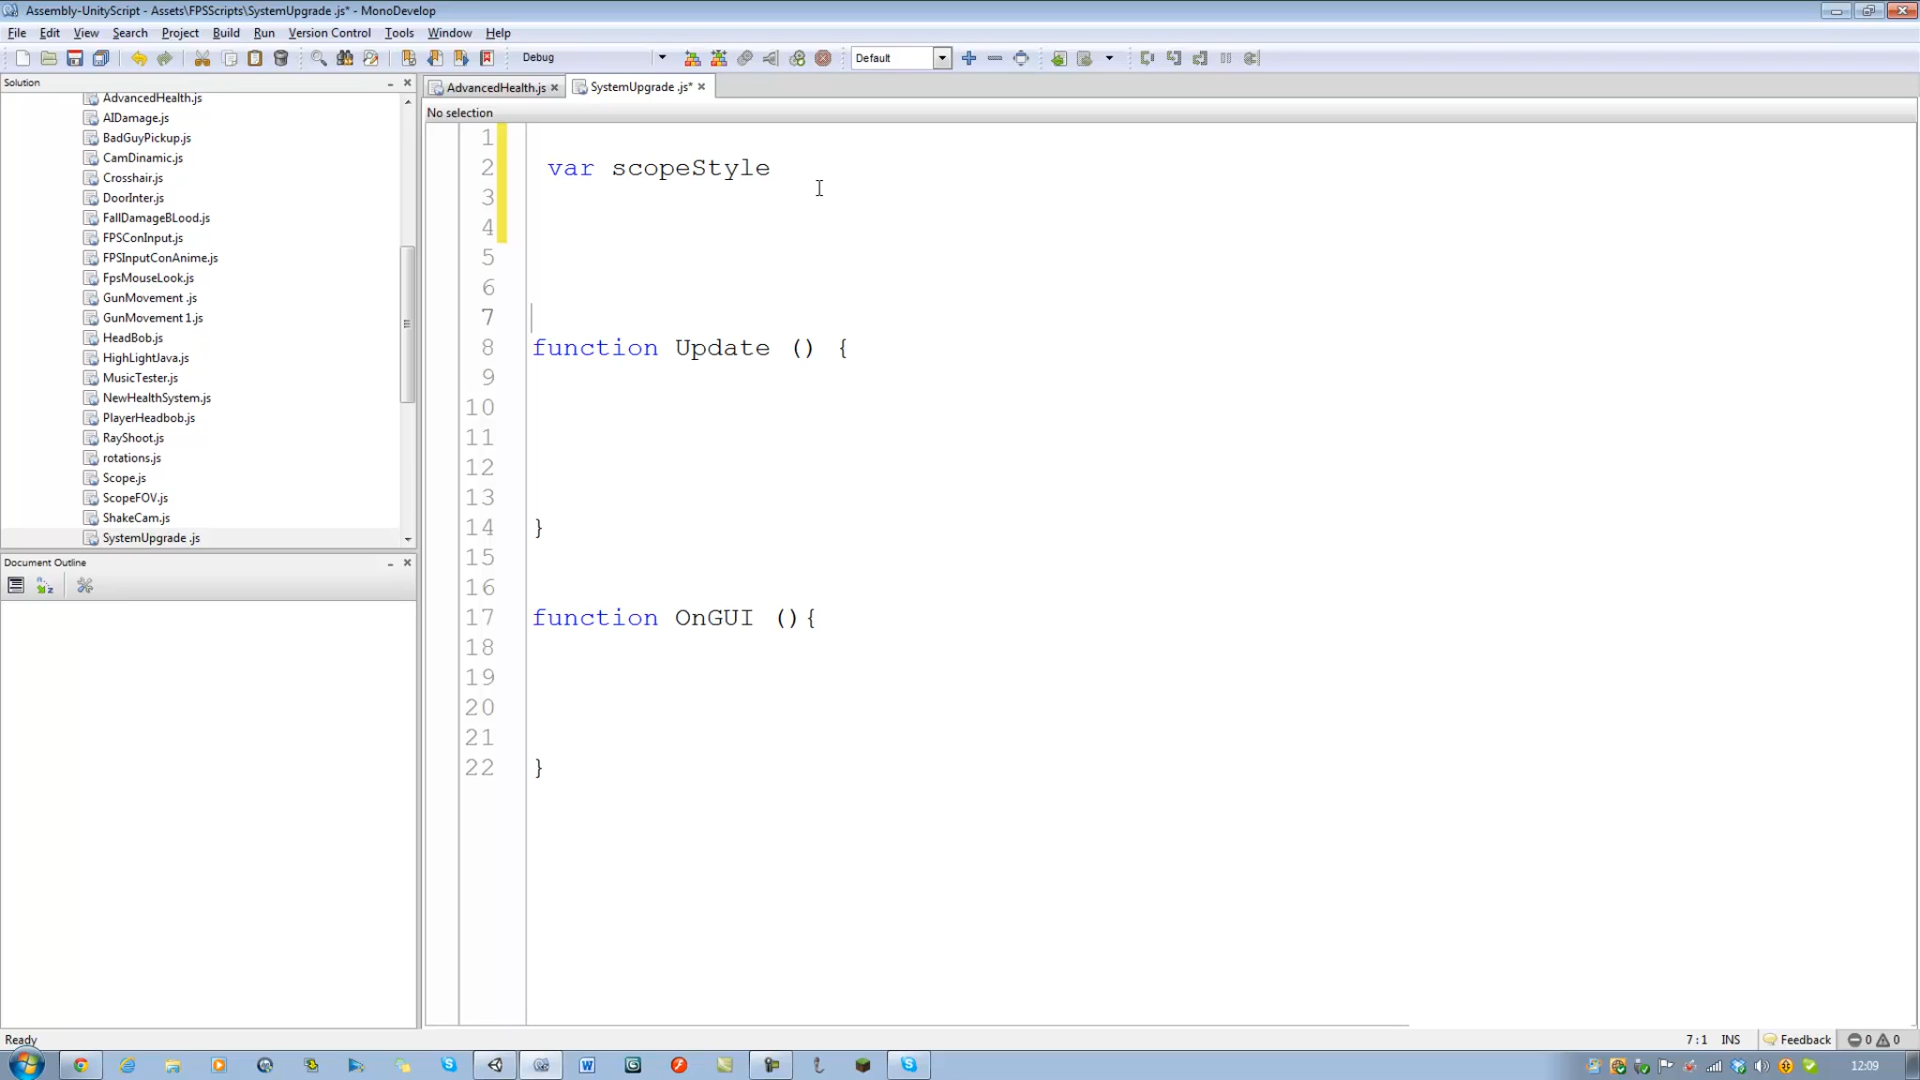 Assembly-UnityScript - Assets\FPSScripts\SystemUpgrade .js* - MonoDevelop
File Edit View Search Project Build Run Version Control Tools Window Help
Debug Default
Solution
AdvancedHealth.js
AIDamage.js
BadGuyPickup.js
CamDinamic.js
Crosshair.js
DoorInter.js
FallDamageBLood.js
FPSConInput.js
FPSInputConAnime.js
FpsMouseLook.js
GunMovement .js
GunMovement 1.js
HeadBob.js
HighLightJava.js
MusicTester.js
NewHealthSystem.js
PlayerHeadbob.js
RayShoot.js
rotations.js
Scope.js
ScopeFOV.js
ShakeCam.js
SystemUpgrade .js
Document Outline
AdvancedHealth.js SystemUpgrade .js*
No selection
1
2 var scopeStyle
3
4
5
6
7
8 function Update () {
9
10
11
12
13
14 }
15
16
17 function OnGUI (){
18
19
20
21
22 }
Ready 7 : 1 INS Feedback 0 0
12:09